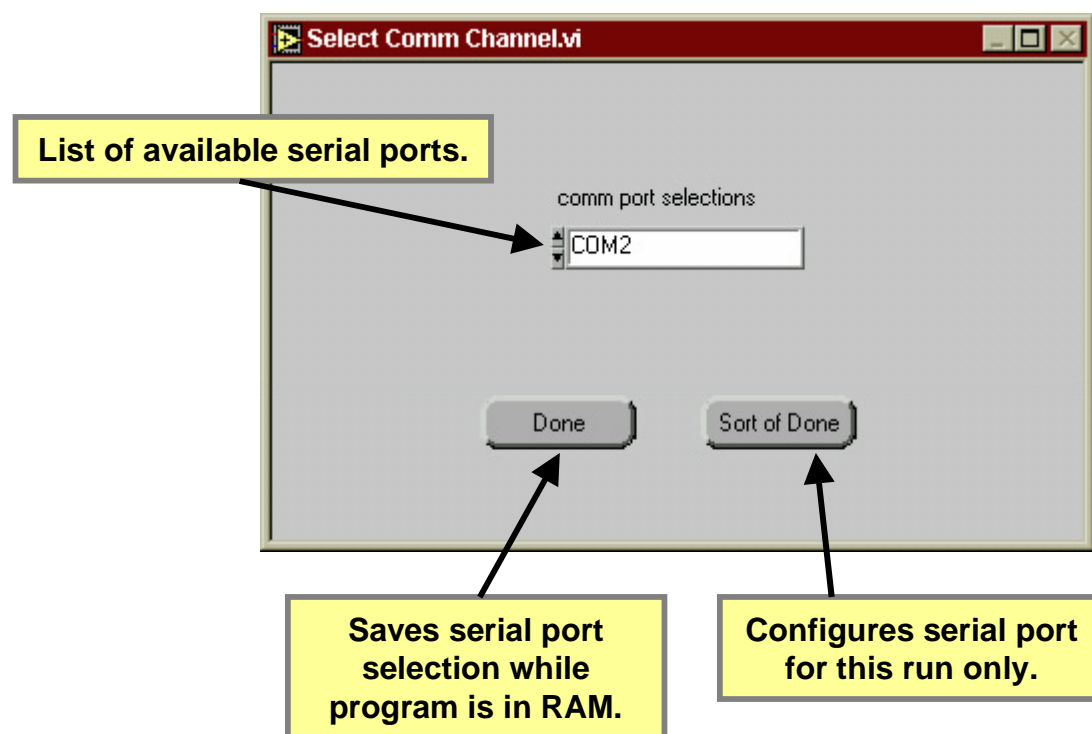 Select Comm Channel.vi
List of available serial ports.
comm port selections
COM2
Done
Sort of Done
Saves serial port
selection while
program is in RAM.
Configures serial port
for this run only.